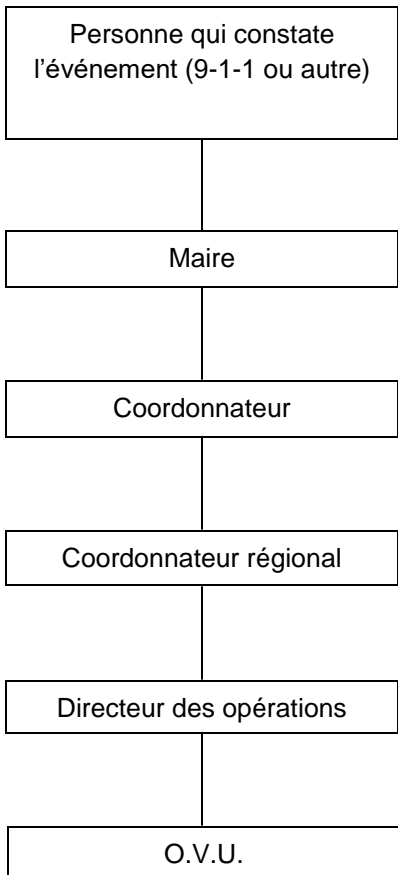 Personne qui constate
l'événement (9-1-1 ou autre)
Maire
Coordonnateur
Coordonnateur régional
Directeur des opérations
O.V.U.